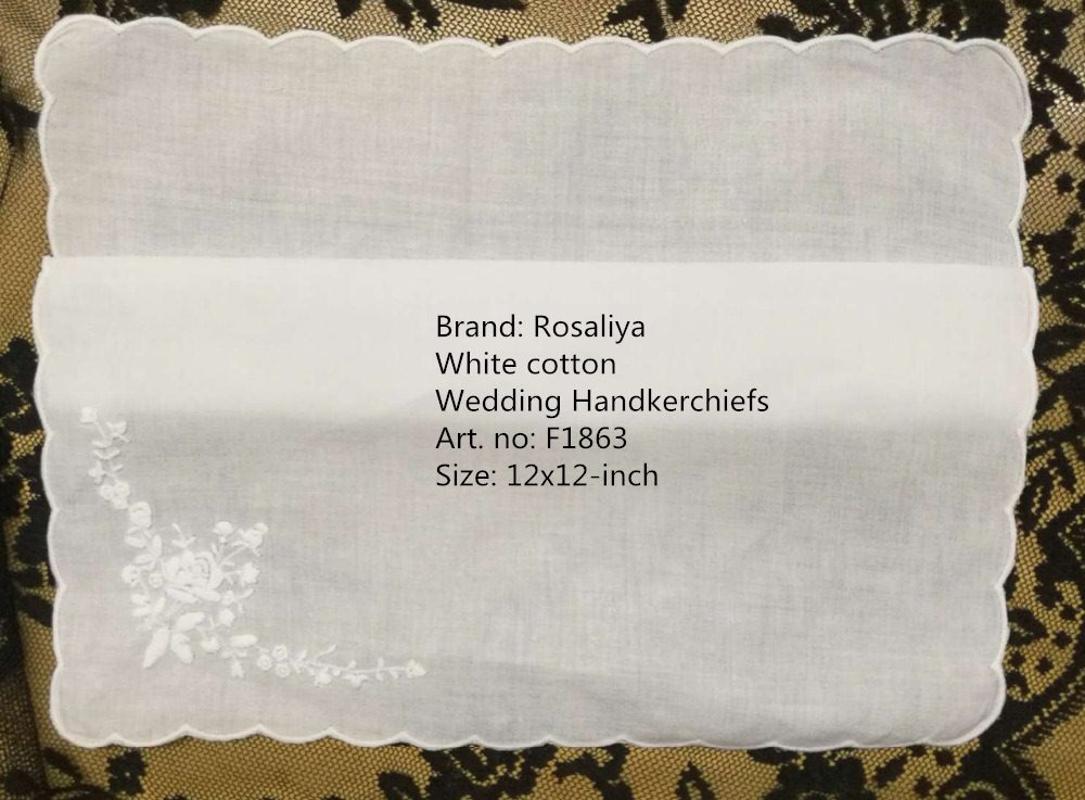 Brand: Rosaliya
White cotton
Wedding Handkerchiefs
Art. no: F1863
Size: 12x12-inch